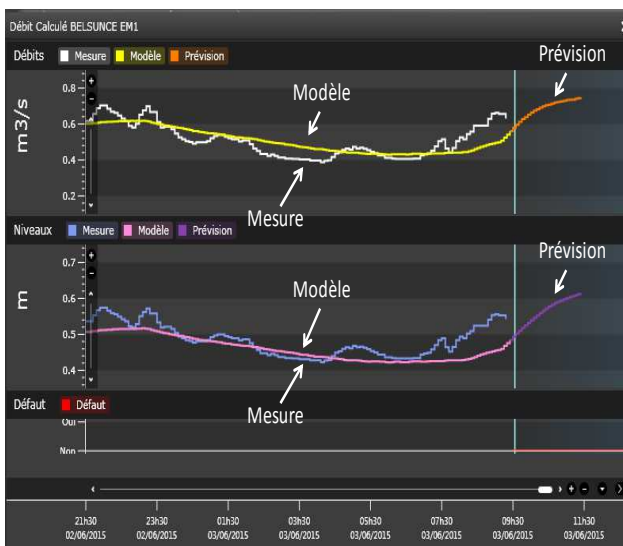 Débit Calculé BELSUNCE EM1
Débits Mesure Modèle Prévision
Prévision
0.8
Modèle
m3/s
0.6
0.4
0.2
Mesure
Niveaux Mesure Modèle Prévision
Prévision
0.7
Modèle
m
0.6
0.5
0.4
Mesure
Défaut Défaut
Oui
Non
21h30 23h30 01h30 03h30 05h30 07h30 09h30 11h30
02/06/2015 02/06/2015 03/06/2015 03/06/2015 03/06/2015 03/06/2015 03/06/2015 03/06/2015